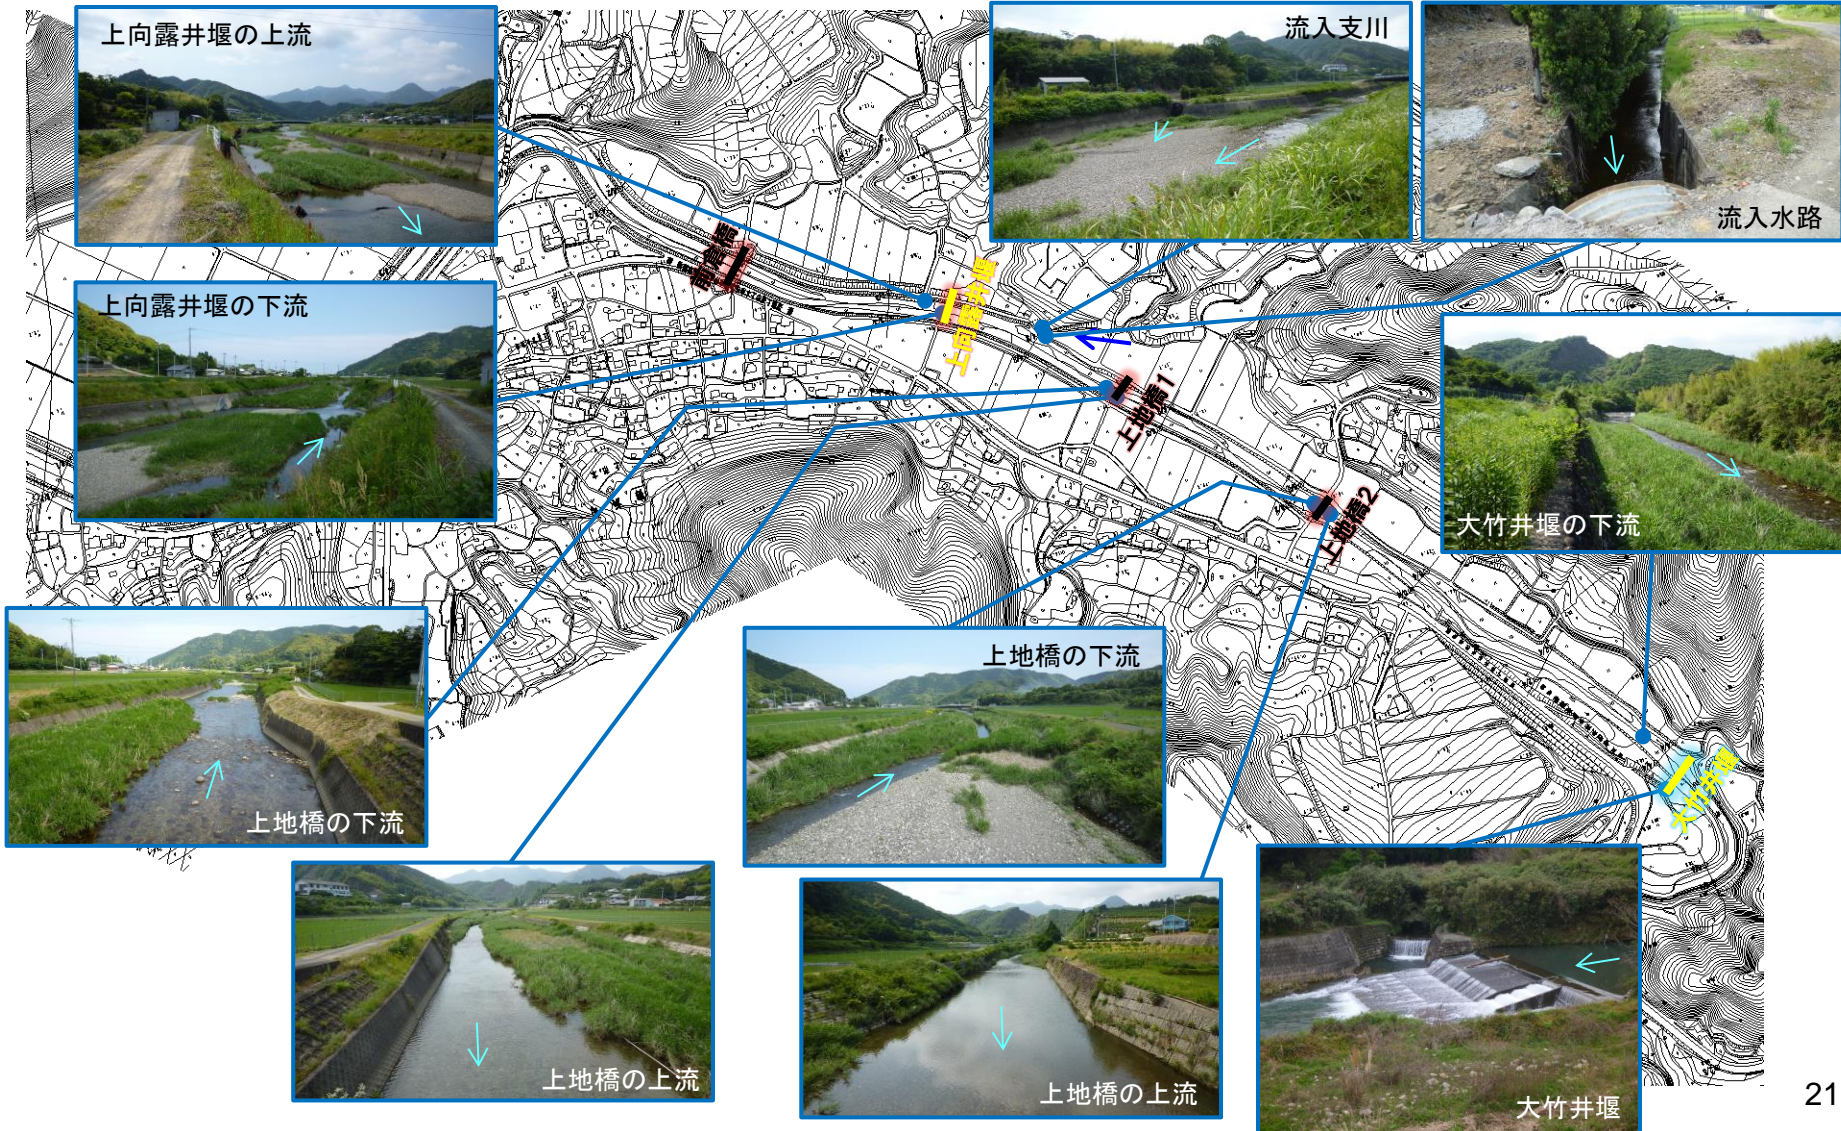 上向露井堰の上流
流入支川
流入水路
上向露井堰の下流
上向露井堰
上地橋1
上地橋2
大竹井堰の下流
大竹井堰
上地橋の下流
上地橋の下流
上地橋の上流
上地橋の上流
大竹井堰
21